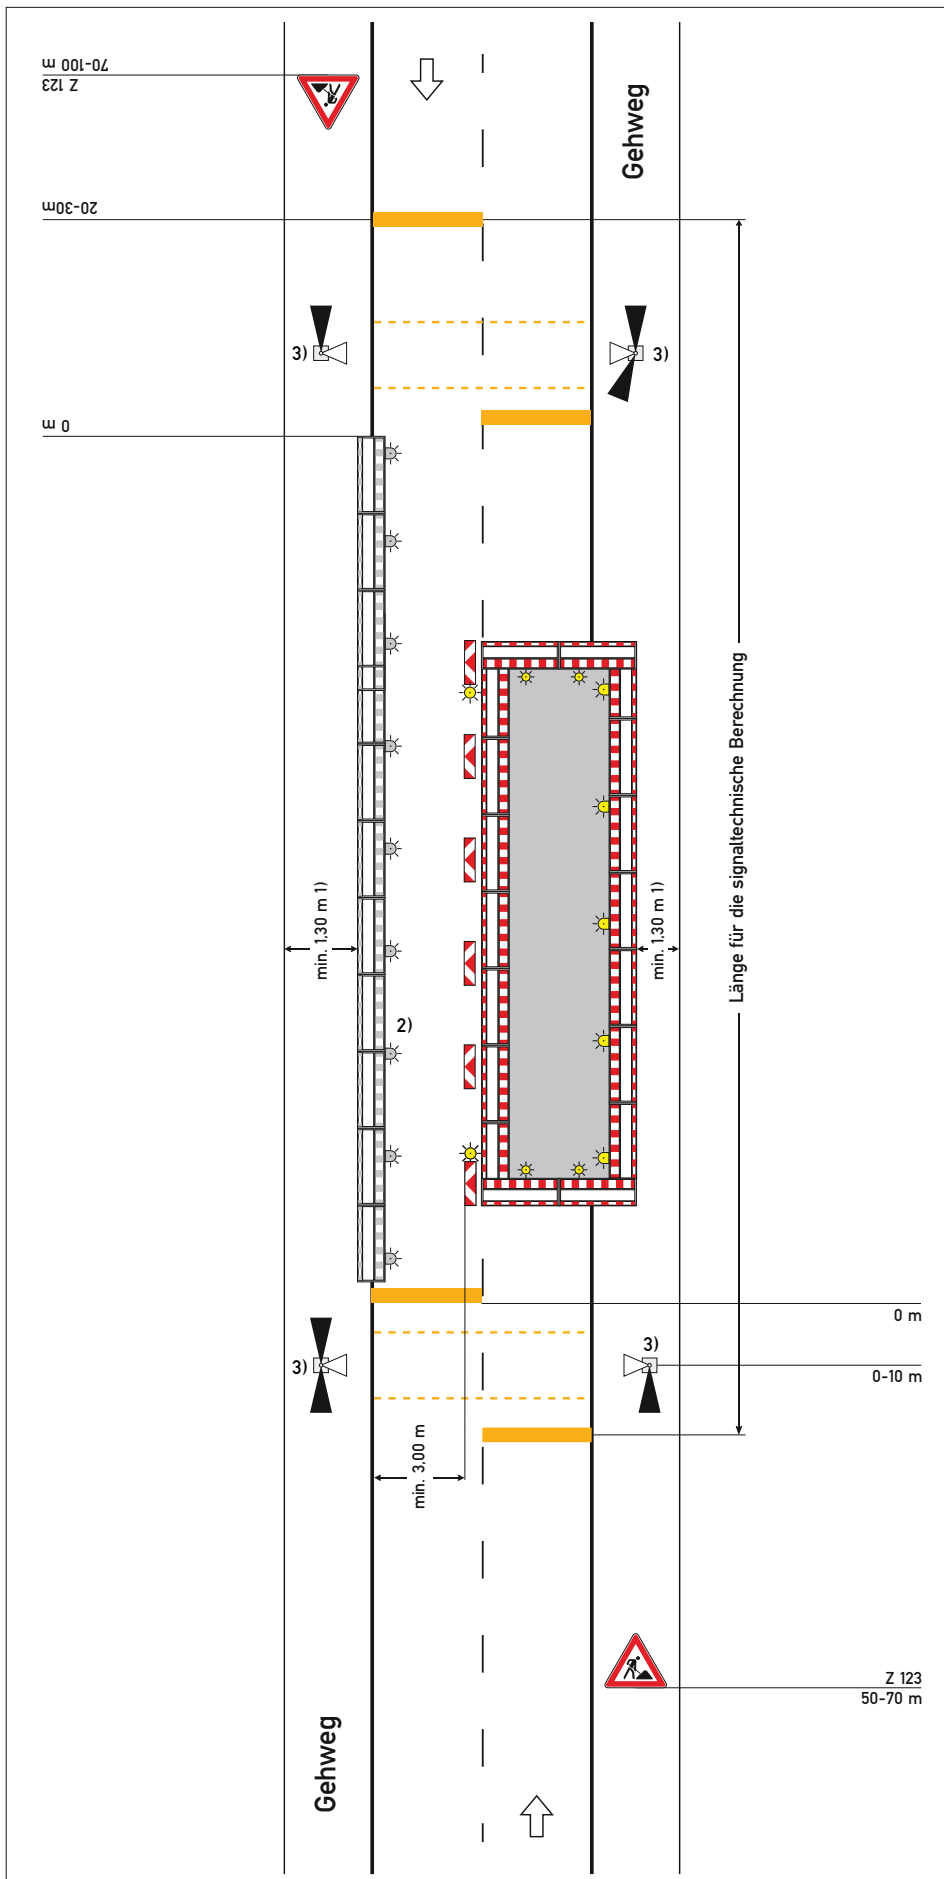 70-100 m
Z 123
Gehweg
20-30m
3)
3)
0 m
Länge für die signaltechnische Berechnung
min. 1,30 m 1)
min. 1,30 m 1)
2)
0 m
3)
3)
0-10 m
min. 3,00 m
Z 123
50-70 m
Gehweg